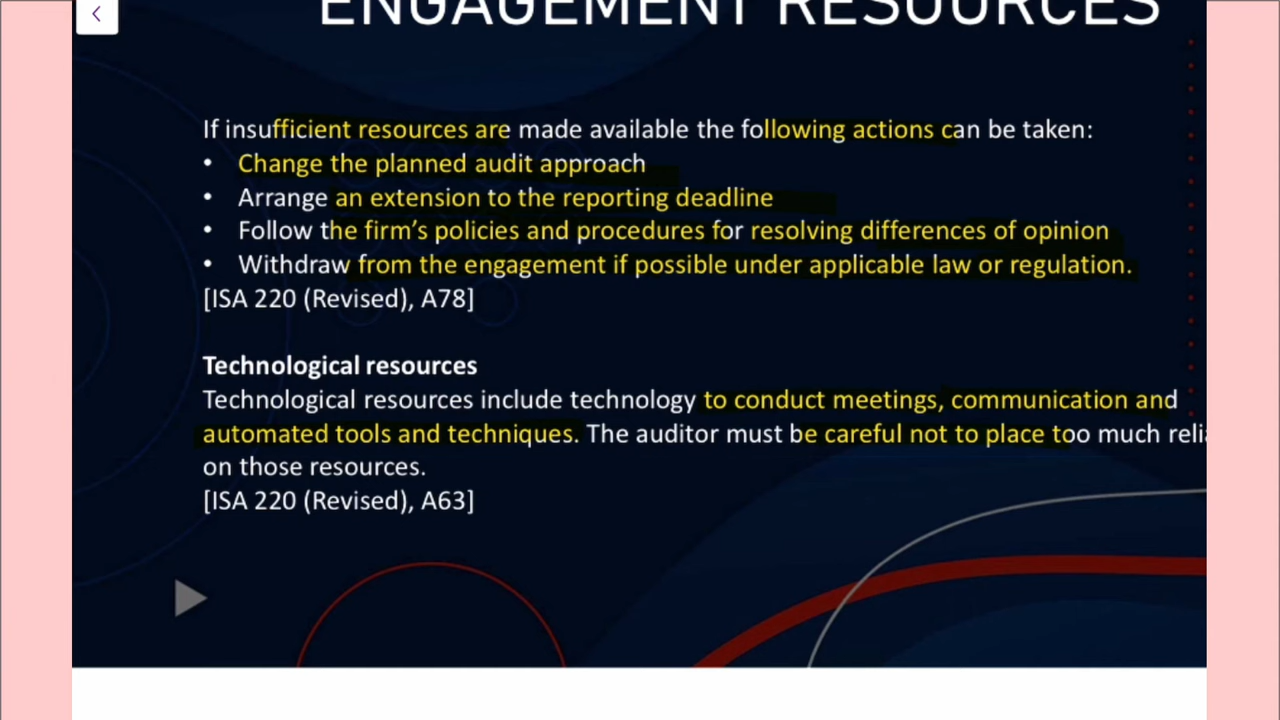 ENGAGEMENT RESOURCES
If insufficient resources are made available the following actions can be taken:
• Change the planned audit approach
• Arrange an extension to the reporting deadline
• Follow the firm’s policies and procedures for resolving differences of opinion
• Withdraw from the engagement if possible under applicable law or regulation.
[ISA 220 (Revised), A78]
Technological resources
Technological resources include technology to conduct meetings, communication and
automated tools and techniques. The auditor must be careful not to place too much
on those resources.
[ISA 220 (Revised), A63]